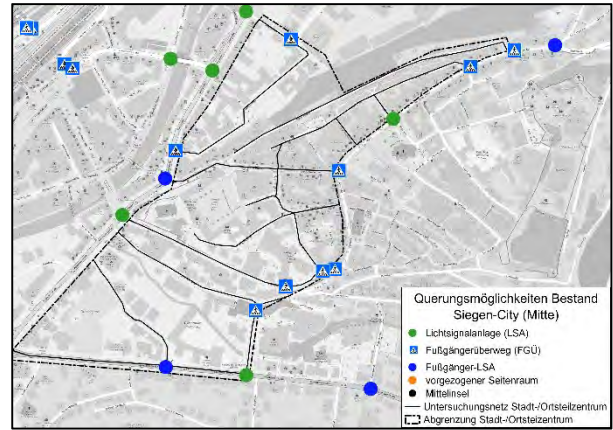 Querungsmöglichkeiten Bestand
Siegen-City (Mitte)
Lichtsignalanlage (LSA)
Fußgängerüberweg (FGÜ)
Fußgänger-LSA
vorgezogener Seitenraum
Mittelinsel
Untersuchungsnetz Stadt-/Ortsteilzentrum
Abgrenzung Stadt-/Ortsteilzentrum